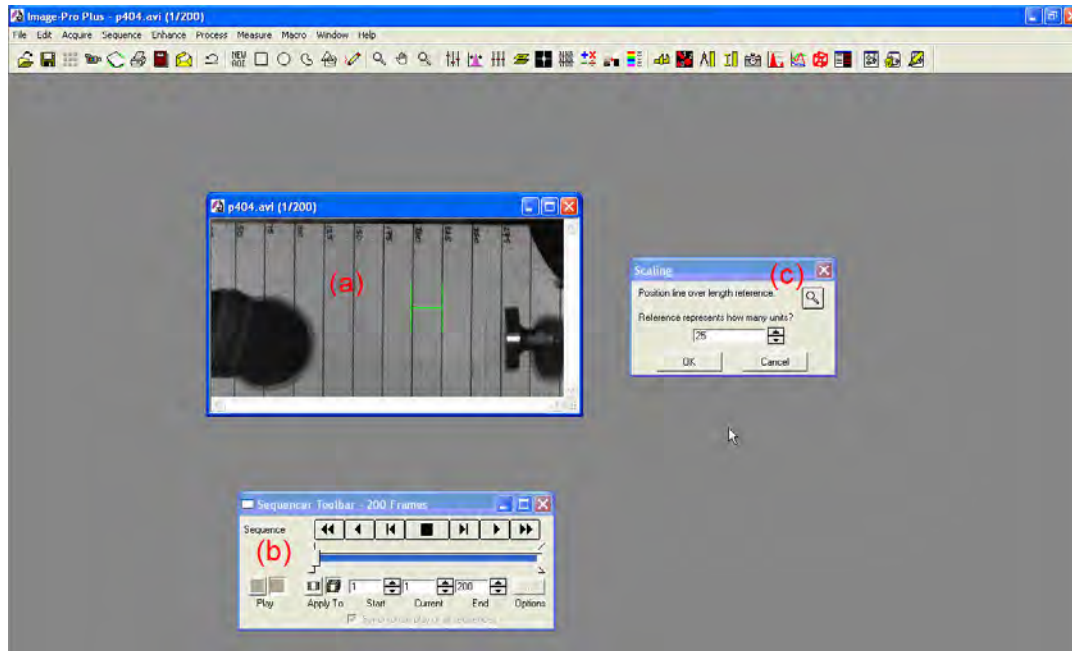 Image-Pro Plus - p404.avi (1/200)
File Edit Acquire Sequence Enhance Process Measure Macro Window Help
NEW
AOI
p404.avi (1/200)
(a)
Scaling
(c)
Position line over length reference.
Reference represents how many units?
25
OK Cancel
Sequencer Toolbar - 200 Frames
Sequence
(b)
1 1 200
Play Apply To Start Current End Options